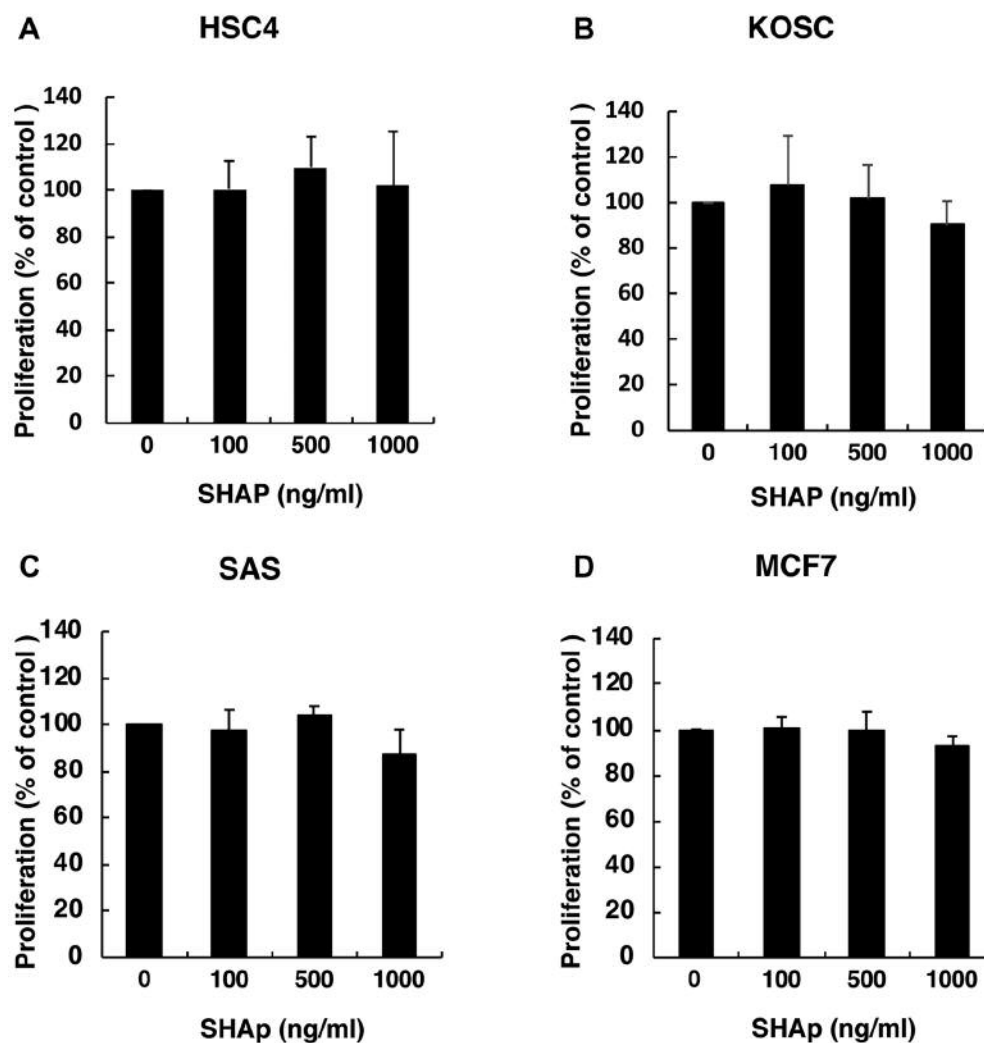 A HSC4
Proliferation (% of control )
140
120
100
80
60
40
20
0
0 100 500 1000
SHAP (ng/ml)
B KOSC
Proliferation (% of control )
140
120
100
80
60
40
20
0
0 100 500 1000
SHAP (ng/ml)
C SAS
Proliferation (% of control )
140
120
100
80
60
40
20
0
0 100 500 1000
SHAp (ng/ml)
D MCF7
Proliferation (% of control )
140
120
100
80
60
40
20
0
0 100 500 1000
SHAp (ng/ml)